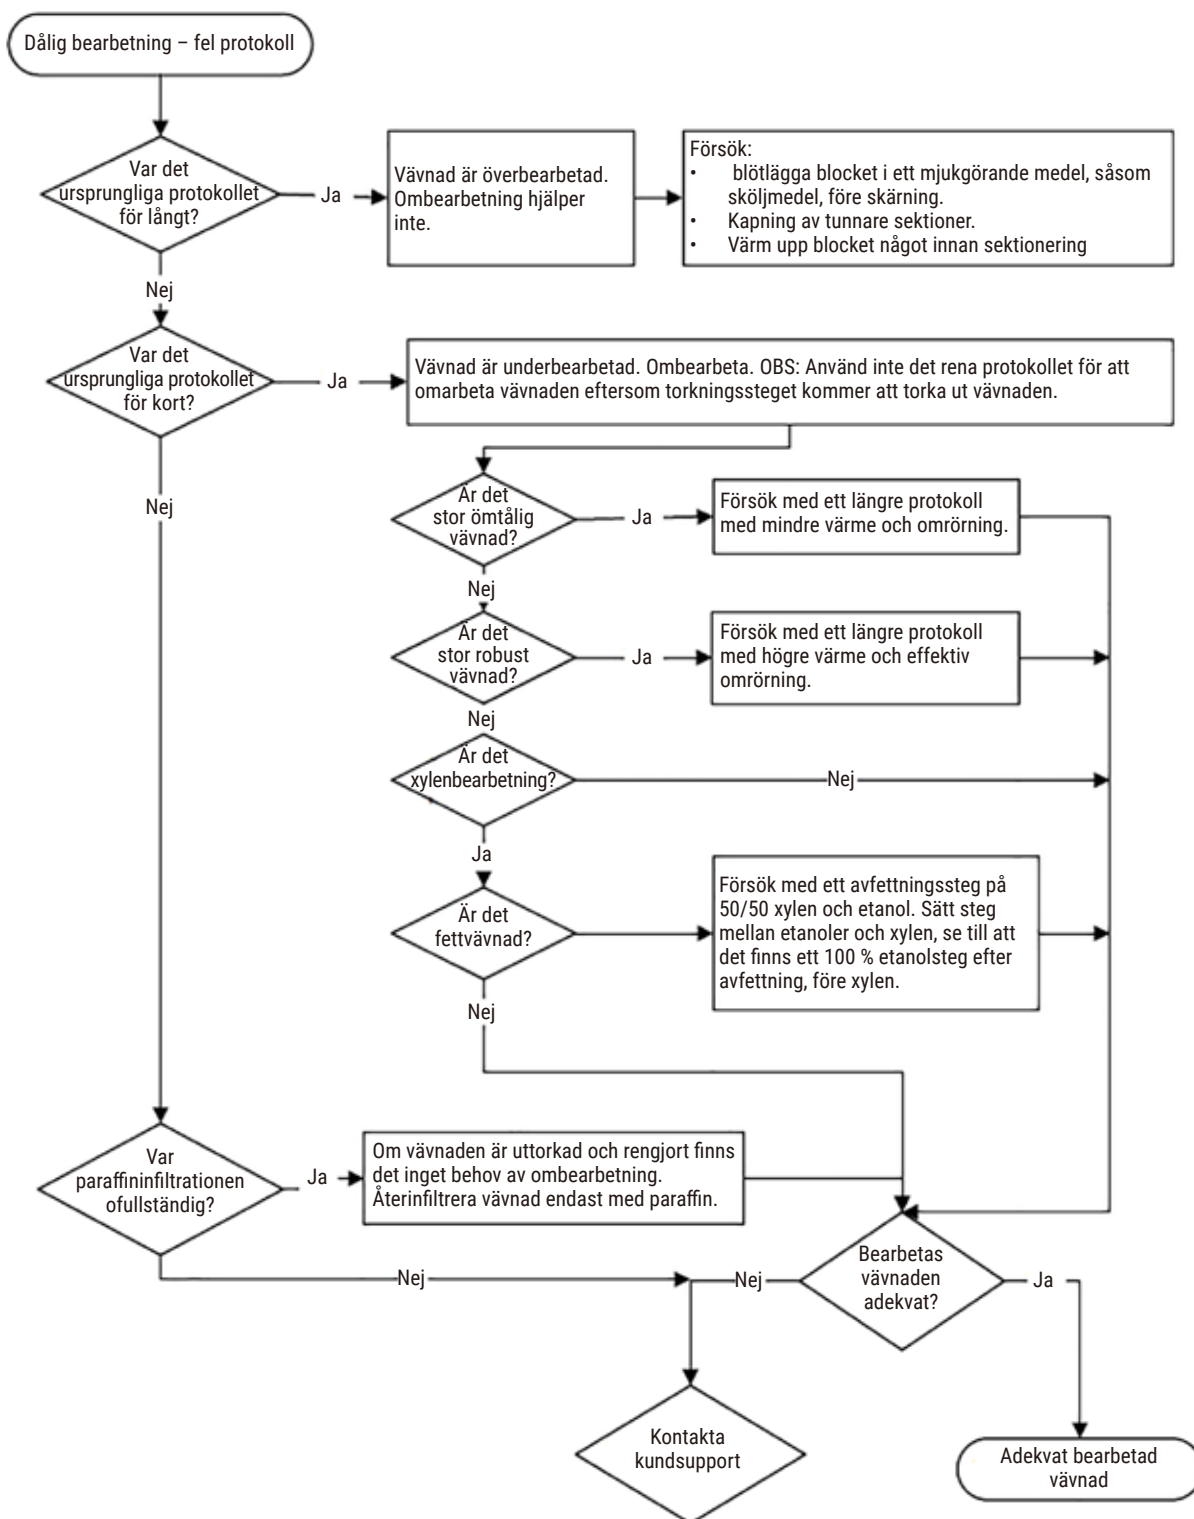 Dålig bearbetning – fel protokoll
Var det
ursprungliga protokollet
för långt?
Ja
Vävnad är överbearbetad.
Ombearbetning hjälper
inte.
Försök:
• blötlägga blocket i ett mjukgörande medel, såsom
sköljmedel, före skärning.
• Kapning av tunnare sektioner.
• Värm upp blocket något innan sektionering
Nej
Var det
ursprungliga protokollet
för kort?
Ja
Vävnad är underbearbetad. Ombearbeta. OBS: Använd inte det rena protokollet för att
omarbeta vävnaden eftersom torkningssteget kommer att torka ut vävnaden.
Nej
Är det
stor ömtålig
vävnad?
Ja
Försök med ett längre protokoll
med mindre värme och omrörning.
Nej
Är det
stor robust
vävnad?
Ja
Försök med ett längre protokoll
med högre värme och effektiv
omrörning.
Nej
Är det
xylenbearbetning?
Nej
Ja
Är det
fettvävnad?
Försök med ett avfettningssteg på
50/50 xylen och etanol. Sätt steg
mellan etanoler och xylen, se till att
det finns ett 100 % etanolsteg efter
avfettning, före xylen.
Nej
Var
paraffininfiltrationen
ofullständig?
Ja
Om vävnaden är uttorkad och rengjort finns
det inget behov av ombearbetning.
Återinfiltrera vävnad endast med paraffin.
Nej
Bearbetas
vävnaden
adekvat?
Nej
Ja
Kontakta
kundsupport
Adekvat bearbetad
vävnad